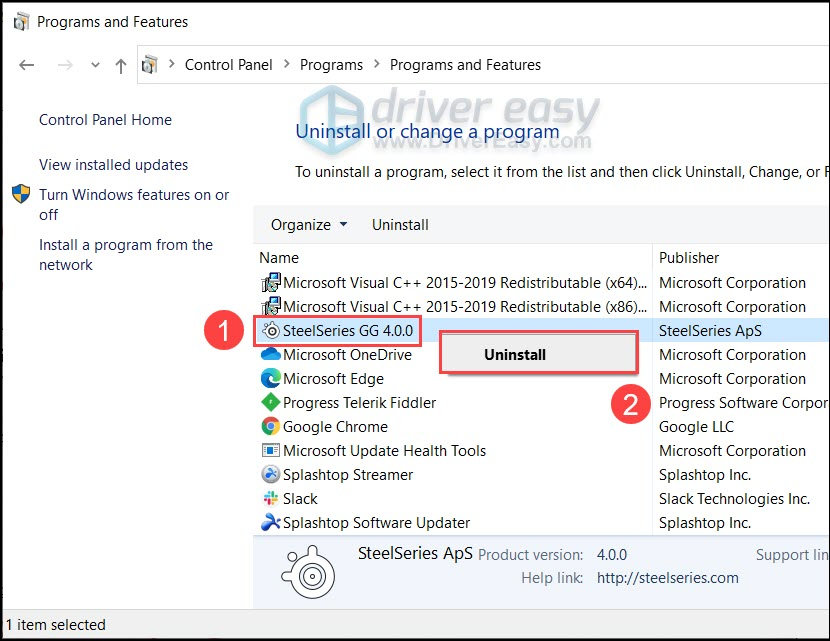 Programs and Features
Control Panel > Programs > Programs and Features
driver easy
www.DriverEasy.com
Control Panel Home
View installed updates
Turn Windows features on or
off
Install a program from the
network
Uninstall or change a program
To uninstall a program, select it from the list and then click Uninstall, Change, or R
Organize Uninstall
Name Publisher
Microsoft Visual C++ 2015-2019 Redistributable (x64)... Microsoft Corporation
Microsoft Visual C++ 2015-2019 Redistributable (x86)... Microsoft Corporation
1 SteelSeries GG 4.0.0 SteelSeries ApS
Microsoft OneDrive Uninstall Microsoft Corporation
Microsoft Edge Microsoft Corporation
Progress Telerik Fiddler 2 Progress Software Corpor
Google Chrome Google LLC
Microsoft Update Health Tools Microsoft Corporation
Splashtop Streamer Splashtop Inc.
Slack Slack Technologies Inc.
Splashtop Software Updater Splashtop Inc.
SteelSeries ApS Product version: 4.0.0 Support lin
Help link: http://steelseries.com
1 item selected